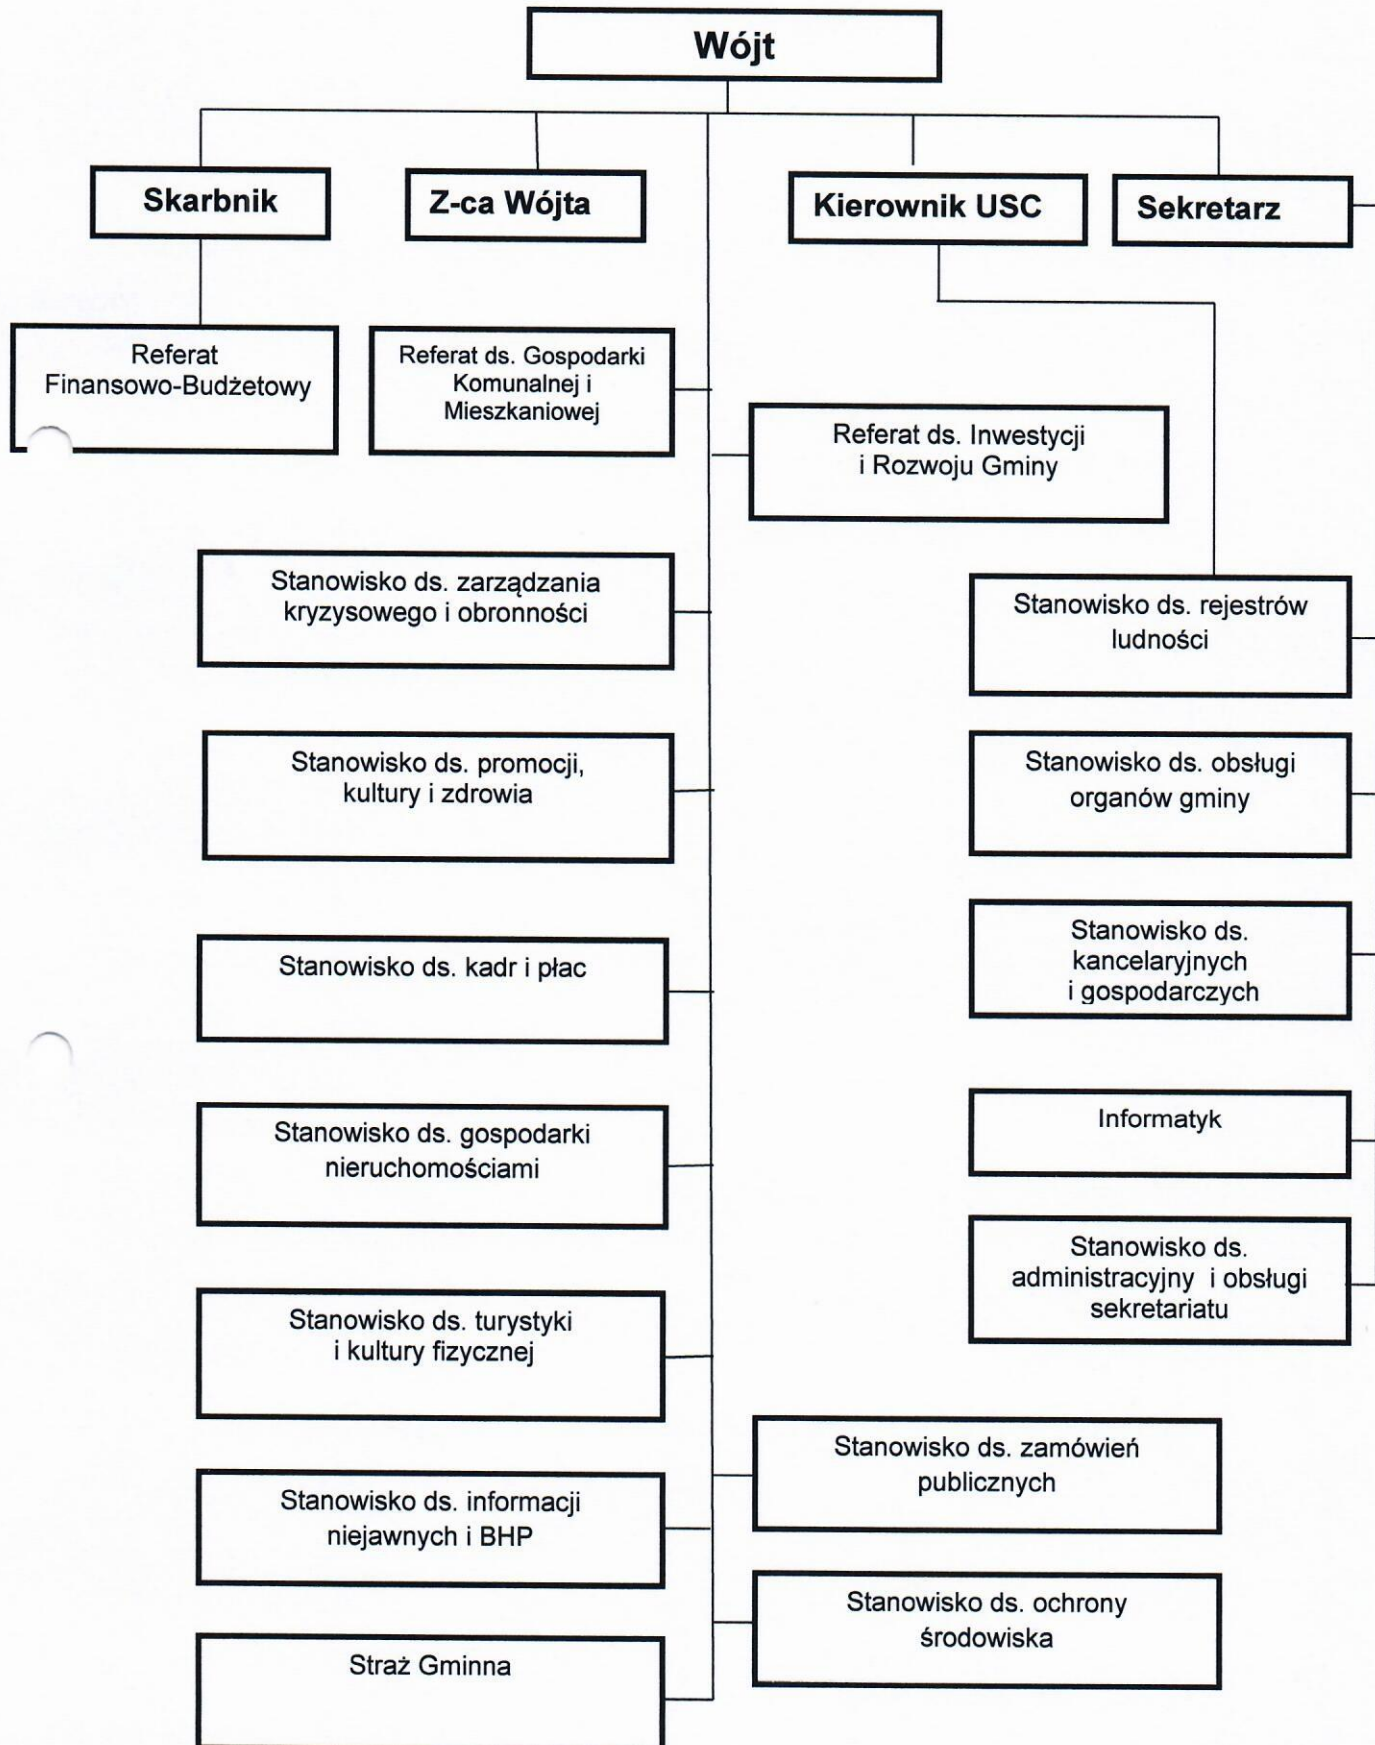 Wójt
Skarbnik
Z-ca Wójta
Kierownik USC
Sekretarz
Referat
Finansowo-Budżetowy
Referat ds. Gospodarki
Komunalnej i
Mieszkaniowej
Referat ds. Inwestycji
i Rozwoju Gminy
Stanowisko ds. zarządzania
kryzysowego i obronności
Stanowisko ds. rejestrów
ludności
Stanowisko ds. promocji,
kultury i zdrowia
Stanowisko ds. obsługi
organów gminy
Stanowisko ds. kadr i płac
Stanowisko ds.
kancelaryjnych
i gospodarczych
Stanowisko ds. gospodarki
nieruchomościami
Informatyk
Stanowisko ds.
administracyjny i obsługi
sekretariatu
Stanowisko ds. turystyki
i kultury fizycznej
Stanowisko ds. zamówień
publicznych
Stanowisko ds. informacji
niejawnych i BHP
Stanowisko ds. ochrony
środowiska
Straż Gminna